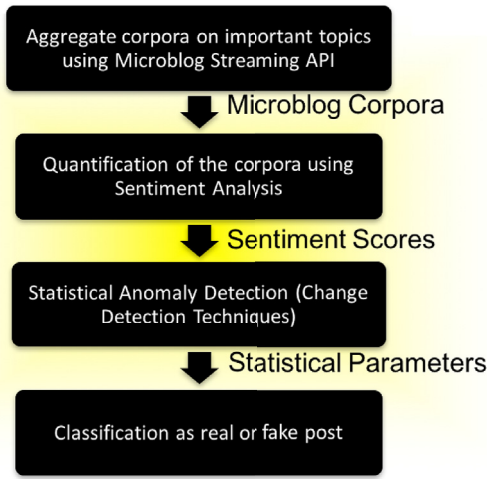 Aggregate corpora on important topics
using Microblog Streaming API
Microblog Corpora
Quantification of the corpora using
Sentiment Analysis
Sentiment Scores
Statistical Anomaly Detection (Change
Detection Techniques)
Statistical Parameters
Classification as real or fake post